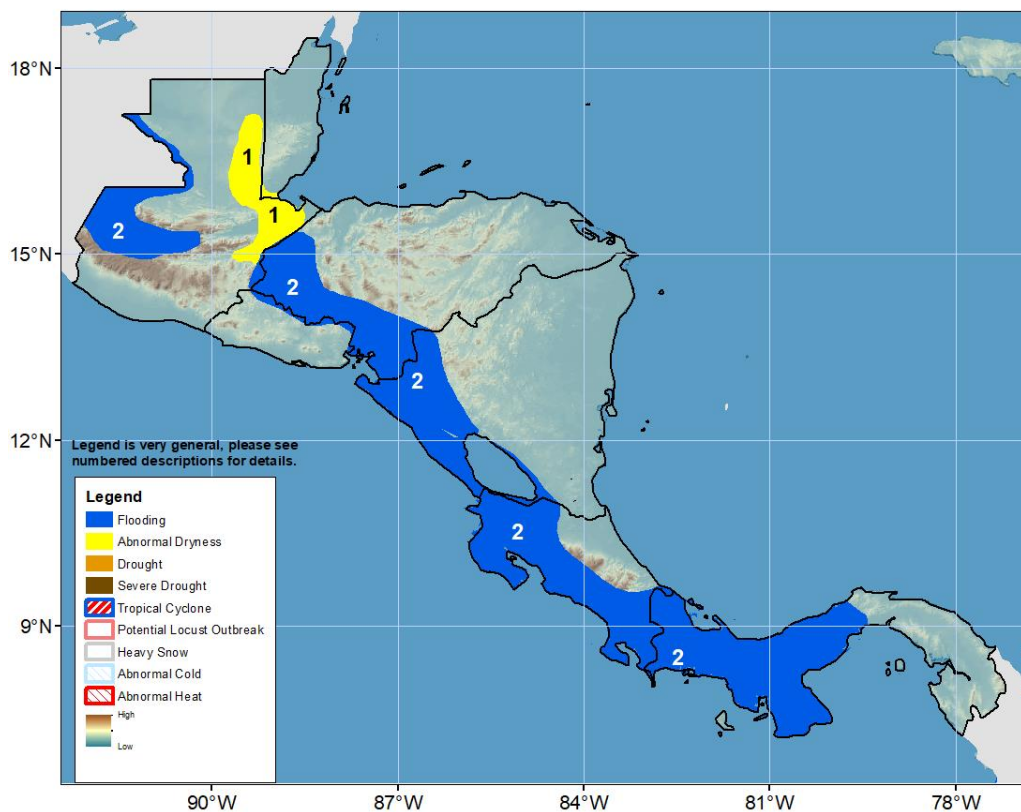 18°N
1
1
2
15°N
2
2
12°N
Legend is very general, please see
numbered descriptions for details.
Legend
Flooding
2
Abnormal Dryness
Drought
Severe Drought
Tropical Cyclone
9°N
Potential Locust Outbreak
2
Heavy Snow
Abnormal Cold
Abnormal Heat
High
Low
90°W
87°W
84°W
81°W
78°W